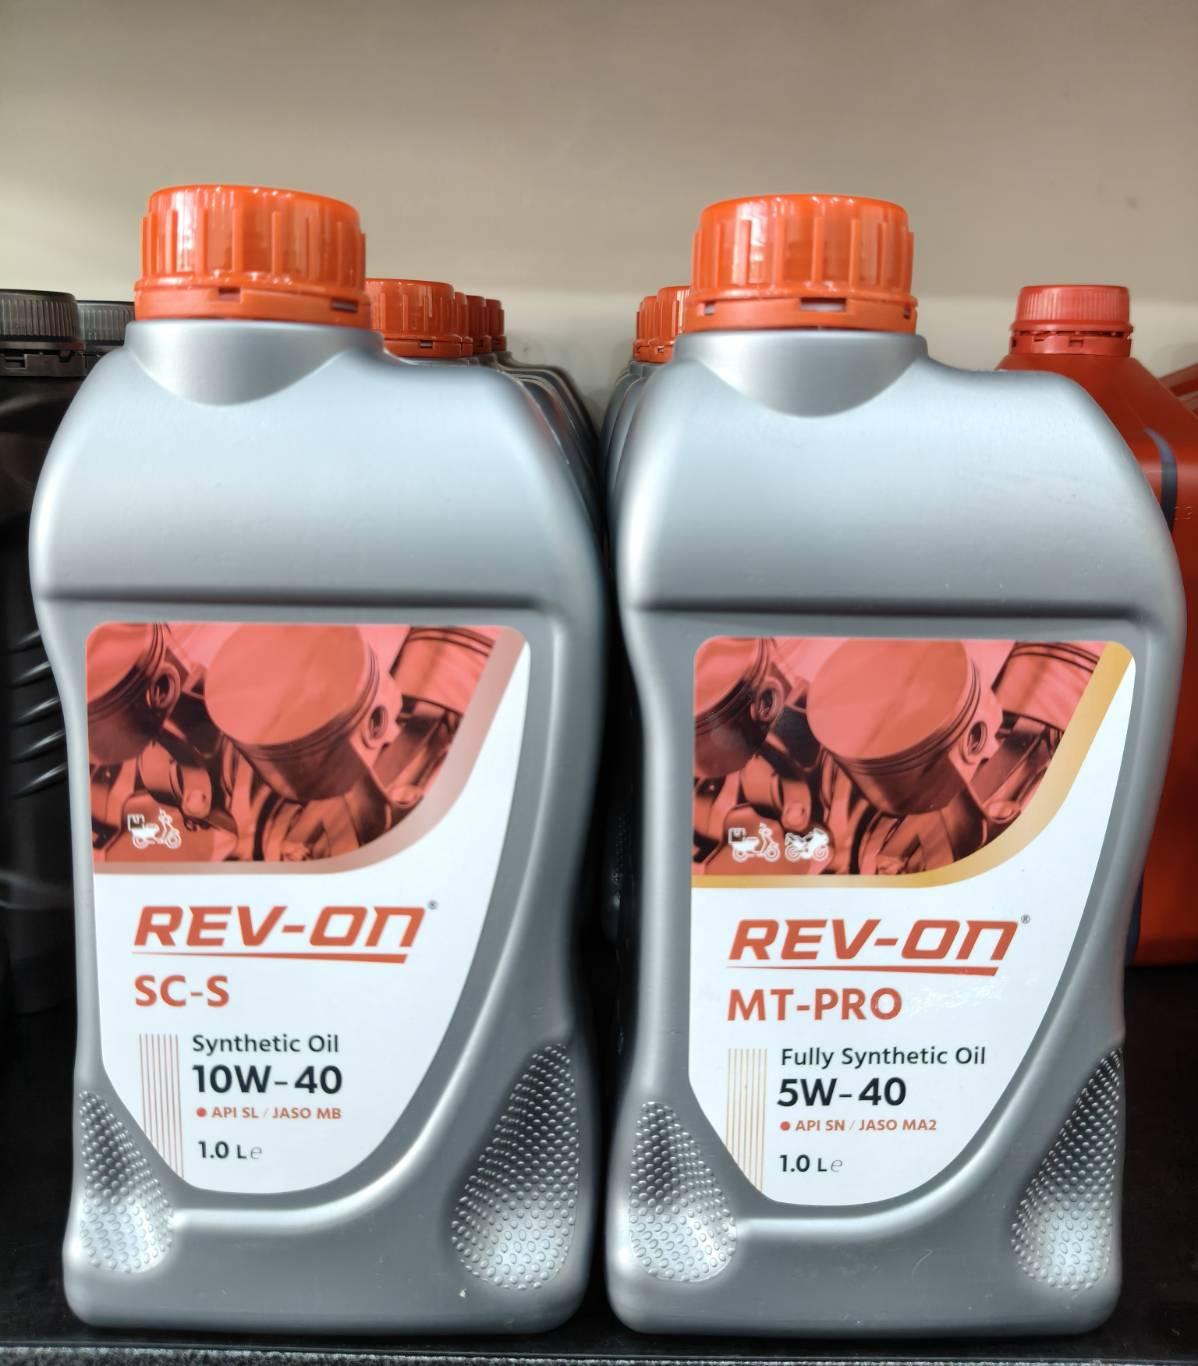 REV-ON®
SC-S
Synthetic Oil
10W-40
API SL / JASO MB
1.0 L e
REV-ON®
MT-PRO
Fully Synthetic Oil
5W-40
API SN / JASO MA2
1.0 L e